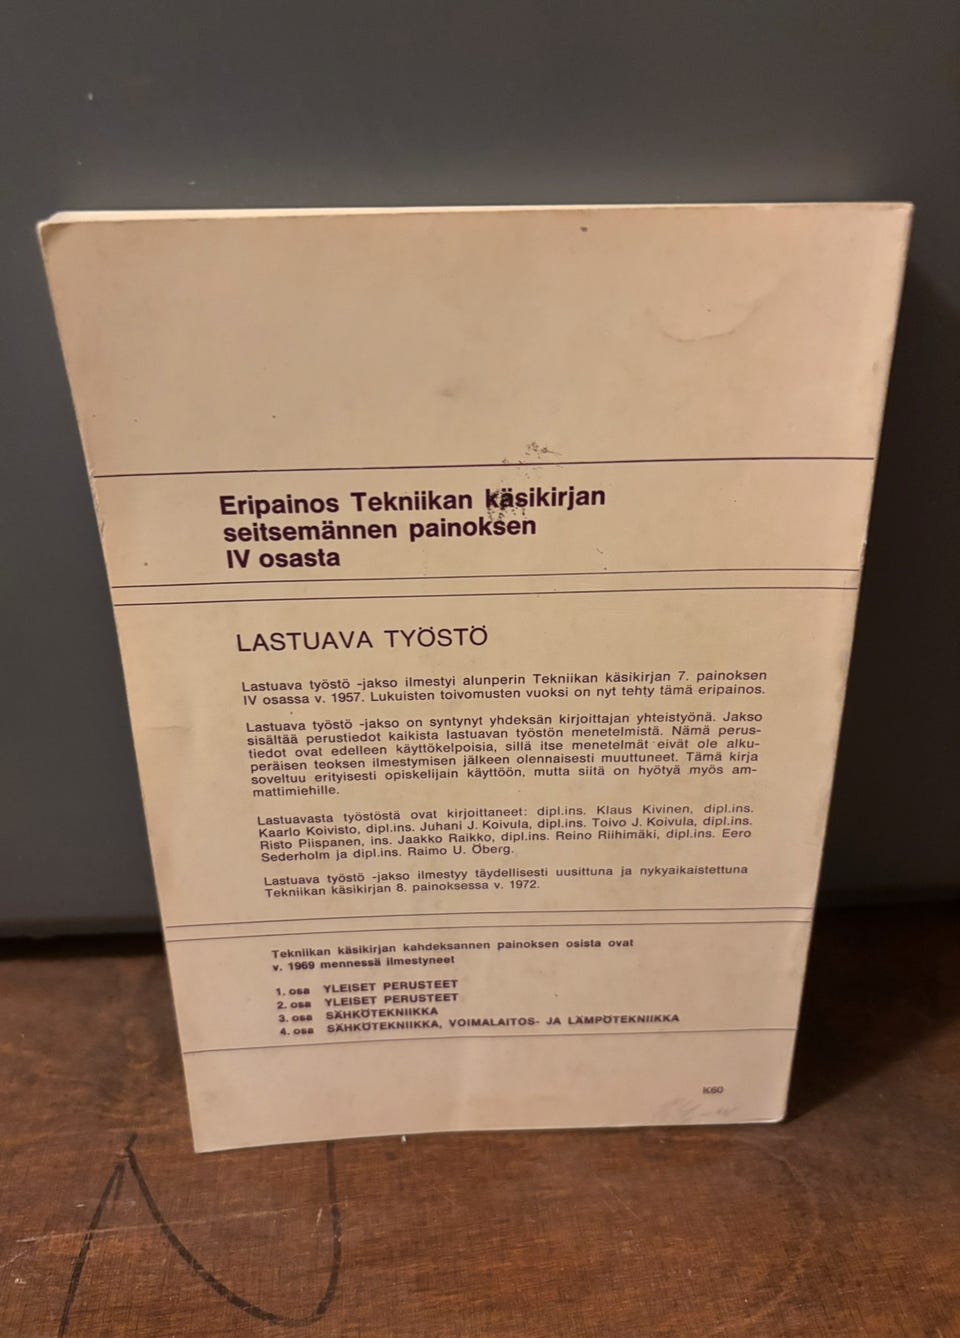 Eripainos Tekniikan käsikirjan
seitsemännen painoksen
IV osasta
LASTUAVA TYÖSTÖ
Lastuava työstö -jakso ilmestyi alunperin Tekniikan käsikirjan 7. painoksen
IV osassa v. 1957. Lukuisten toivomusten vuoksi on nyt tehty tämä eripainos.
Lastuava työstö -jakso on syntynyt yhdeksän kirjoittajan yhteistyönä. Jakso
sisältää perustiedot kaikista lastuavan työstön menetelmistä. Nämä perus-
tiedot ovat edelleen käyttökelpoisia, sillä itse menetelmät eivät ole alku-
peräisen teoksen ilmestymisen jälkeen olennaisesti muuttuneet. Tämä kirja
soveltuu erityisesti opiskelijain käyttöön, mutta siitä on hyötyä myös am-
mattimiehille.
Lastuavasta työstöstä ovat kirjoittaneet: dipl.ins. Klaus Kivinen, dipl.ins.
Kaarlo Koivisto, dipl.ins. Juhani J. Koivula, dipl.ins. Toivo J. Koivula, dipl.ins.
Risto Piispanen, ins. Jaakko Raikko, dipl.ins. Reino Riihimäki, dipl.ins. Eero
Sederholm ja dipl.ins. Raimo U. Öberg.
Lastuava työstö -jakso ilmestyy täydellisesti uusittuna ja nykyaikaistettuna
Tekniikan käsikirjan 8. painoksessa v. 1972.
Tekniikan käsikirjan kahdeksannen painoksen osista ovat
v. 1969 mennessä ilmestyneet
1. osa YLEISET PERUSTEET
2. osa YLEISET PERUSTEET
3. osa SÄHKÖTEKNIIKKA
4. osa SÄHKÖTEKNIIKKA, VOIMALAITOS- JA LÄMPÖTEKNIIKKA
K60